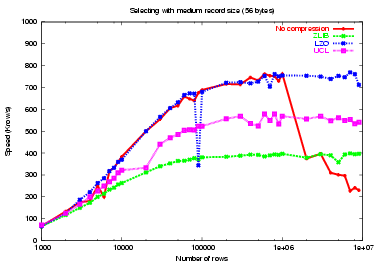 Selecting with medium record size (56 bytes)
No compression
ZLIB
LZO
UCL
1000
900
800
700
600
500
400
300
200
100
0
Speed (Krow/s)
1000
10000
100000
1e+06
1e+07
Number of rows